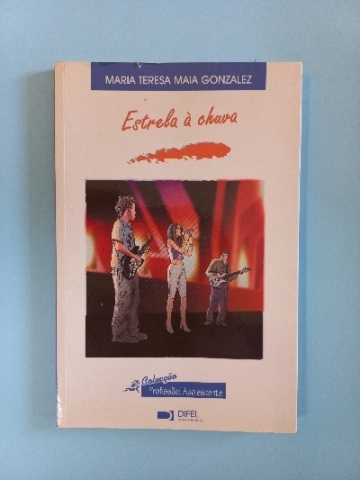 MARIA TERESA MAIA GONZALEZ
Estrela à chuva
Colecção
Profissão: Adolescente
DIFEL